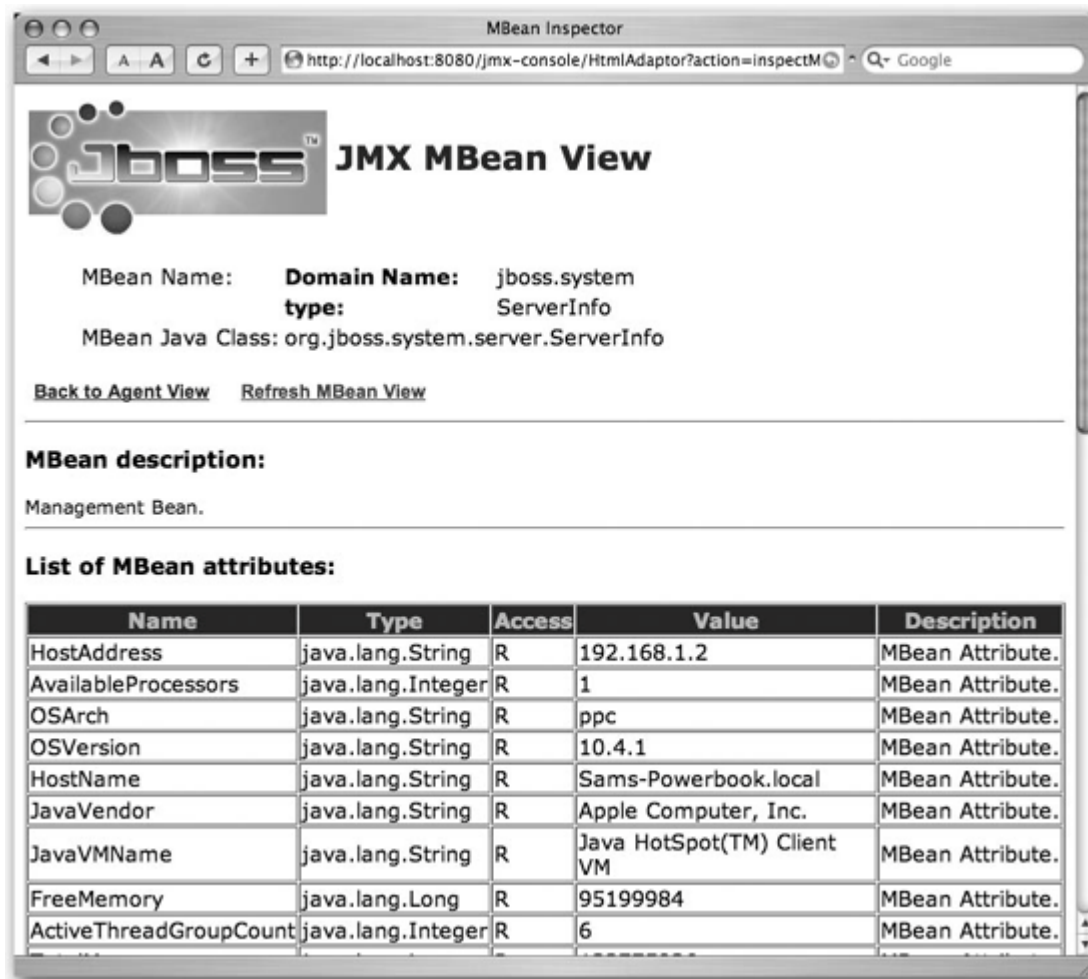 MBean Inspector
A A C + http://localhost:8080/jmx-console/HtmlAdaptor?action=inspectM Google
Jboss™ JMX MBean View
MBean Name: Domain Name: jboss.system
type: ServerInfo
MBean Java Class: org.jboss.system.server.ServerInfo
Back to Agent View Refresh MBean View
MBean description:
Management Bean.
List of MBean attributes:
Name Type Access Value Description
HostAddress java.lang.String R 192.168.1.2 MBean Attribute.
AvailableProcessors java.lang.Integer R 1 MBean Attribute.
OSArch java.lang.String R ppc MBean Attribute.
OSVersion java.lang.String R 10.4.1 MBean Attribute.
HostName java.lang.String R Sams-Powerbook.local MBean Attribute.
JavaVendor java.lang.String R Apple Computer, Inc. MBean Attribute.
JavaVMName java.lang.String R Java HotSpot(TM) Client
VM MBean Attribute.
FreeMemory java.lang.Long R 95199984 MBean Attribute.
ActiveThreadGroupCount java.lang.Integer R 6 MBean Attribute.